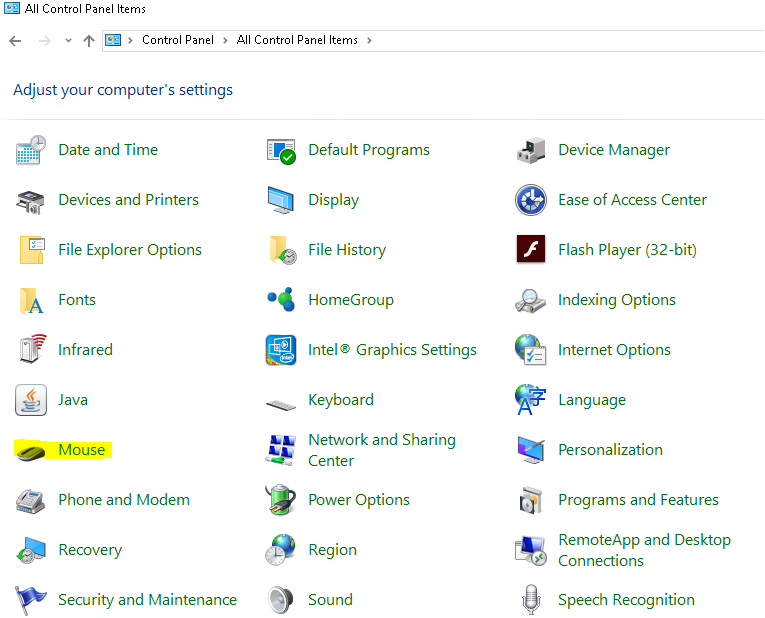 All Control Panel Items
Control Panel > All Control Panel Items >
Adjust your computer's settings
Date and Time
Default Programs
Device Manager
Devices and Printers
Display
Ease of Access Center
File Explorer Options
File History
Flash Player (32-bit)
Fonts
HomeGroup
Indexing Options
Infrared
Intel® Graphics Settings
Internet Options
Java
Keyboard
Language
Mouse
Network and Sharing
Center
Personalization
Phone and Modem
Power Options
Programs and Features
Recovery
Region
RemoteApp and Desktop
Connections
Security and Maintenance
Sound
Speech Recognition